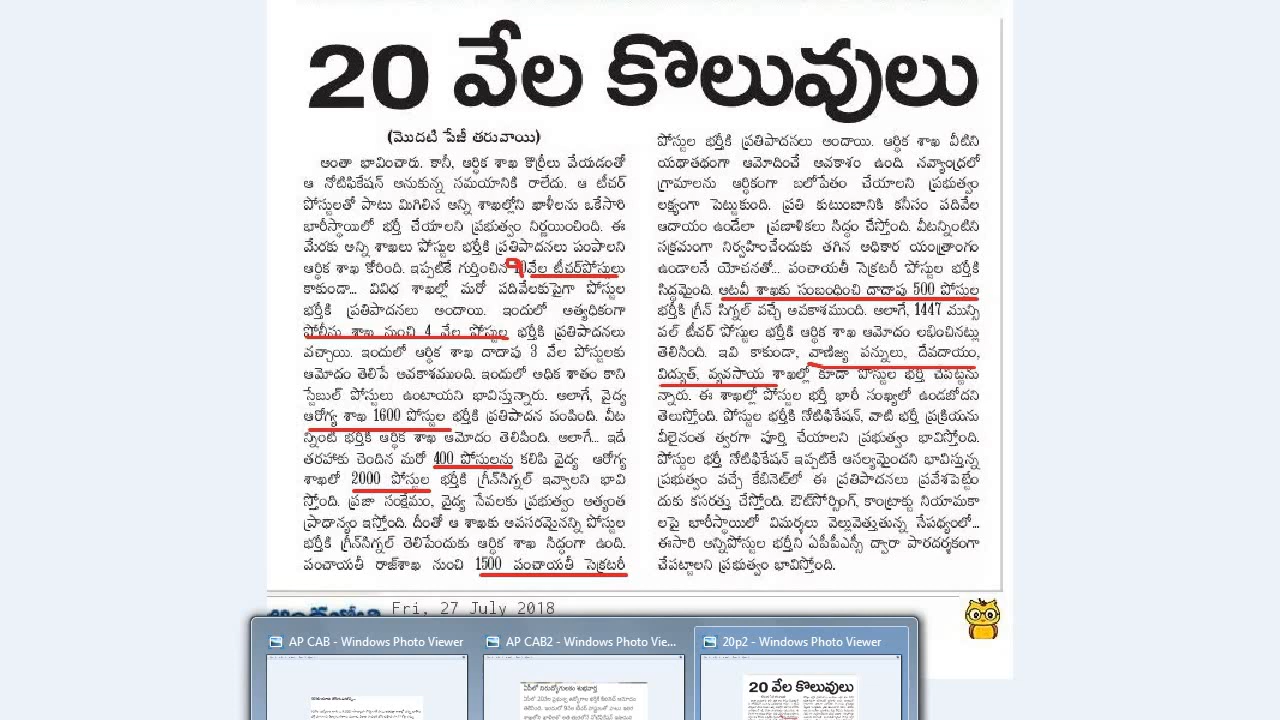 20 వేల కొలువులు
(మొదటి పేజీ తరువాయి)
అంతా భావించారు. కానీ, ఆర్థిక శాఖ కొర్రీలు వేయడంతో
ఆ నోటిఫికేషన్ అనుకున్న సమయానికి రాలేదు. ఆ టీచర్
పోస్టులతో పాటు మిగిలిన అన్ని శాఖల్లోని ఖాళీలను ఒకేసారి
భారీస్థాయిలో భర్తీ చేయాలని ప్రభుత్వం నిర్ణయించింది. ఈ
మేరకు అన్ని శాఖలు పోస్టుల భర్తీకి ప్రతిపాదనలు పంపాలని
ఆర్థిక శాఖ కోరింది. ఇప్పటికే గుర్తించిన 9 వేల టీచర్‌పోస్టులు
కాకుండా... వివిధ శాఖల్లో మరో పదివేలకుపైగా పోస్టుల
భర్తీకి ప్రతిపాదనలు అందాయి. ఇందులో అత్యధికంగా
పోలీసు శాఖ నుంచి 4 వేల పోస్టుల భర్తీకి ప్రతిపాదనలు
వచ్చాయి. ఇందులో ఆర్థిక శాఖ దాదాపు 3 వేల పోస్టులకు
ఆమోదం తెలిపే అవకాశముంది. ఇందులో అధిక శాతం కాని
స్టేబుల్ పోస్టులు ఉంటాయని భావిస్తున్నారు. అలాగే, వైద్య
ఆరోగ్య శాఖ 1600 పోస్టుల భర్తీకి ప్రతిపాదన పంపింది. వీట
న్నింటి భర్తీకి ఆర్థిక శాఖ ఆమోదం తెలిపింది. అలాగే... ఇదే
తరహాకు చెందిన మరో 400 పోస్టులను కలిపి వైద్య ఆరోగ్య
శాఖలో 2000 పోస్టుల భర్తీకి గ్రీన్‌సిగ్నల్ ఇవ్వాలని భావి
స్తోంది. ప్రజా సంక్షేమం, వైద్య సేవలకు ప్రభుత్వం అత్యంత
ప్రాధాన్యం ఇస్తోంది. దీంతో ఆ శాఖకు అవసరమైనన్ని పోస్టుల
భర్తీకి గ్రీన్‌సిగ్నల్ తెలిపేందుకు ఆర్థిక శాఖ సిద్ధంగా ఉంది.
పంచాయతీ రాజ్‌శాఖ నుంచి 1500 పంచాయతీ సెక్రటరీ
పోస్టుల భర్తీకి ప్రతిపాదనలు అందాయి. ఆర్థిక శాఖ వీటిని
యథాతథంగా ఆమోదించే అవకాశం ఉంది. నవ్యాంధ్రలో
గ్రామాలను ఆర్థికంగా బలోపేతం చేయాలని ప్రభుత్వం
లక్ష్యంగా పెట్టుకుంది. ప్రతి కుటుంబానికి కనీసం పదివేల
ఆదాయం ఉండేలా ప్రణాళికలు సిద్ధం చేస్తోంది. వీటన్నింటిని
సక్రమంగా నిర్వహించేందుకు తగిన అధికార యంత్రాంగం
ఉండాలనే యోచనతో... పంచాయతీ సెక్రటరీ పోస్టుల భర్తీకి
సిద్ధమైంది. అటవీ శాఖకు సంబంధించి దాదాపు 500 పోస్టుల
భర్తీకి గ్రీన్ సిగ్నల్ వచ్చే అవకాశముంది. అలాగే, 1447 మున్సి
పల్ టీచర్ పోస్టుల భర్తీకి ఆర్థిక శాఖ ఆమోదం లభించినట్లు
తెలిసింది. ఇవి కాకుండా, వాణిజ్య పన్నులు, దేవదాయం,
విద్యుత్, వ్యవసాయ శాఖల్లో కూడా పోస్టుల భర్తీ చేపట్టను
న్నారు. ఈ శాఖల్లో పోస్టుల భర్తీ భారీ సంఖ్యలో ఉండబోదని
తెలుస్తోంది. పోస్టుల భర్తీకి నోటిఫికేషన్, వాటి భర్తీ ప్రక్రియను
వీలైనంత త్వరగా పూర్తి చేయాలని ప్రభుత్వం భావిస్తోంది.
పోస్టుల భర్తీ నోటిఫికేషన్ ఇప్పటికే ఆలస్యమైందని భావిస్తున్న
ప్రభుత్వం వచ్చే కేబినెట్‌లో ఈ ప్రతిపాదనలు ప్రవేశపెట్టేం
దుకు కసరత్తు చేస్తోంది. ఔట్‌సోర్సింగ్, కాంట్రాక్టు నియామకా
లపై భారీస్థాయిలో విమర్శలు వెల్లువెత్తుతున్న నేపథ్యంలో...
ఈసారి అన్నిపోస్టుల భర్తీని ఏపీపీఎస్సీ ద్వారా పారదర్శకంగా
చేపట్టాలని ప్రభుత్వం భావిస్తోంది.
Fri, 27 July 2018
AP CAB - Windows Photo Viewer
AP CAB2 - Windows Photo Vie...
20p2 - Windows Photo Viewer
20 వేల కొలువులు